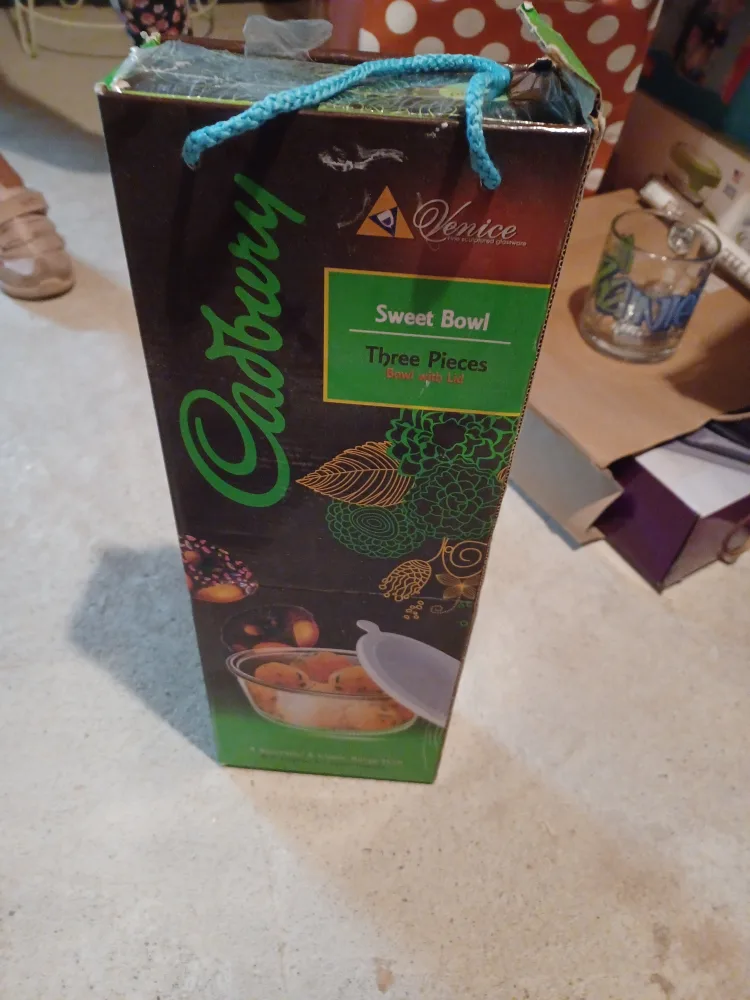 Cadbury
Venice
Sweet Bowl
Three Pieces
Bowl with Lid